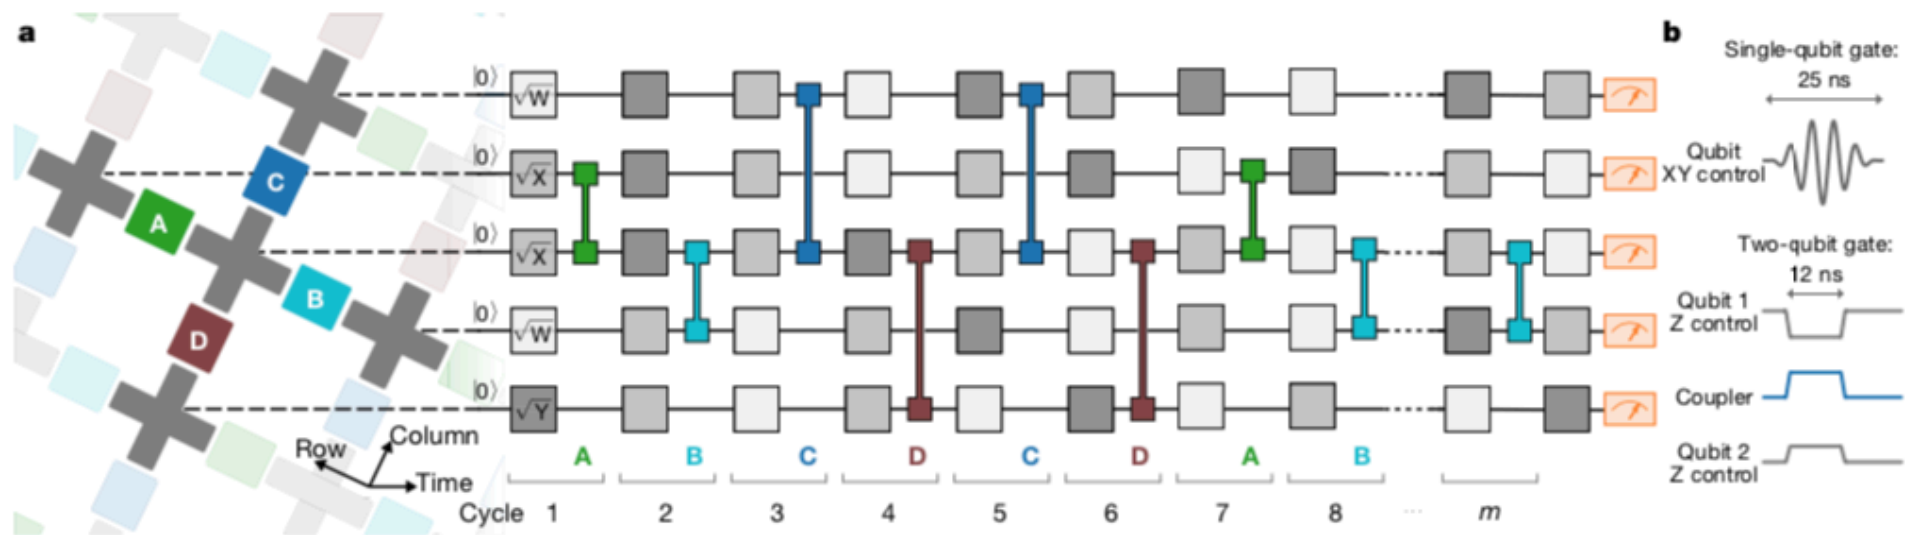 a
C
A
B
D
Row
Column
Time
|0⟩
√W
|0⟩
√X
|0⟩
√X
|0⟩
√W
|0⟩
√Y
A B C D C D A B
Cycle 1 2 3 4 5 6 7 8 ... m
b
Single-qubit gate:
25 ns
Qubit
XY control
Two-qubit gate:
12 ns
Qubit 1
Z control
Coupler
Qubit 2
Z control